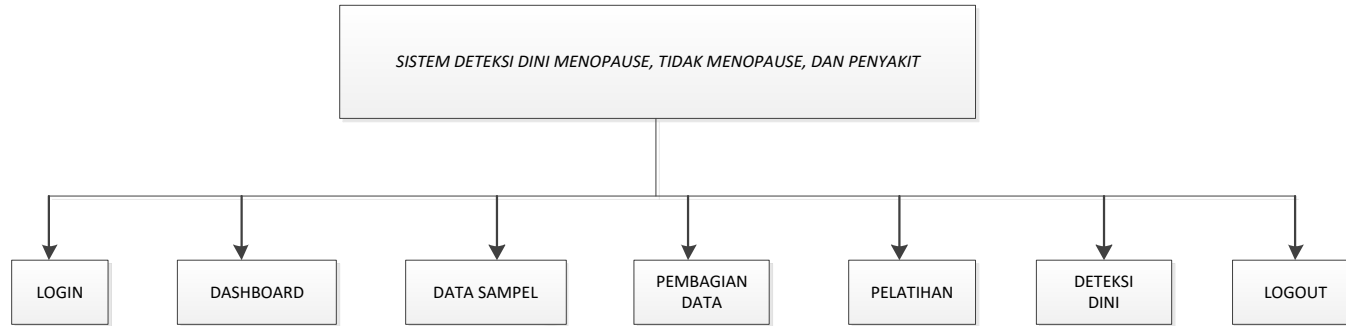 SISTEM DETEKSI DINI MENOPAUSE, TIDAK MENOPAUSE, DAN PENYAKIT
LOGIN
DASHBOARD
DATA SAMPEL
PEMBAGIAN
DATA
PELATIHAN
DETEKSI
DINI
LOGOUT